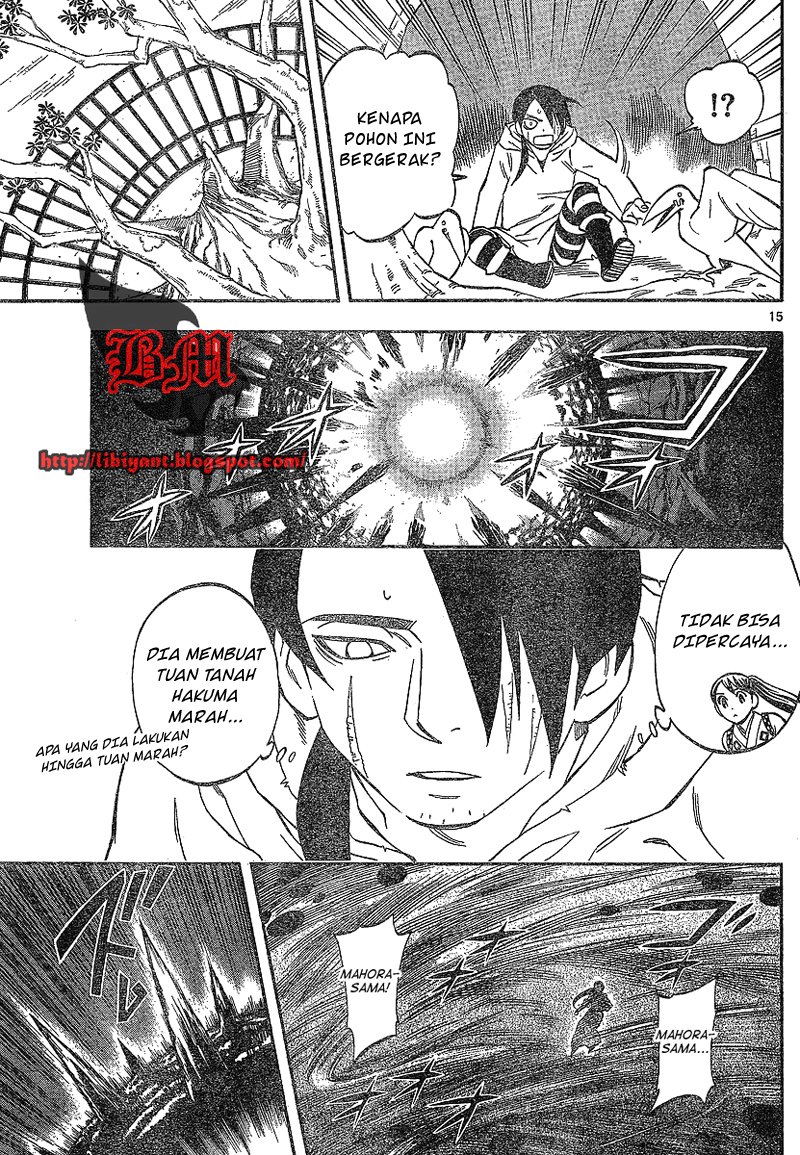 KENAPA
POHON INI
BERGERAK?
!?
15
BM
http://libiyant.blogspot.com/
TIDAK BISA
DIPERCAYA...
DIA MEMBUAT
TUAN TANAH
HAKUMA
MARAH...
APA YANG DIA LAKUKAN
HINGGA TUAN MARAH?
MAHORA-
SAMA!
MAHORA-
SAMA...